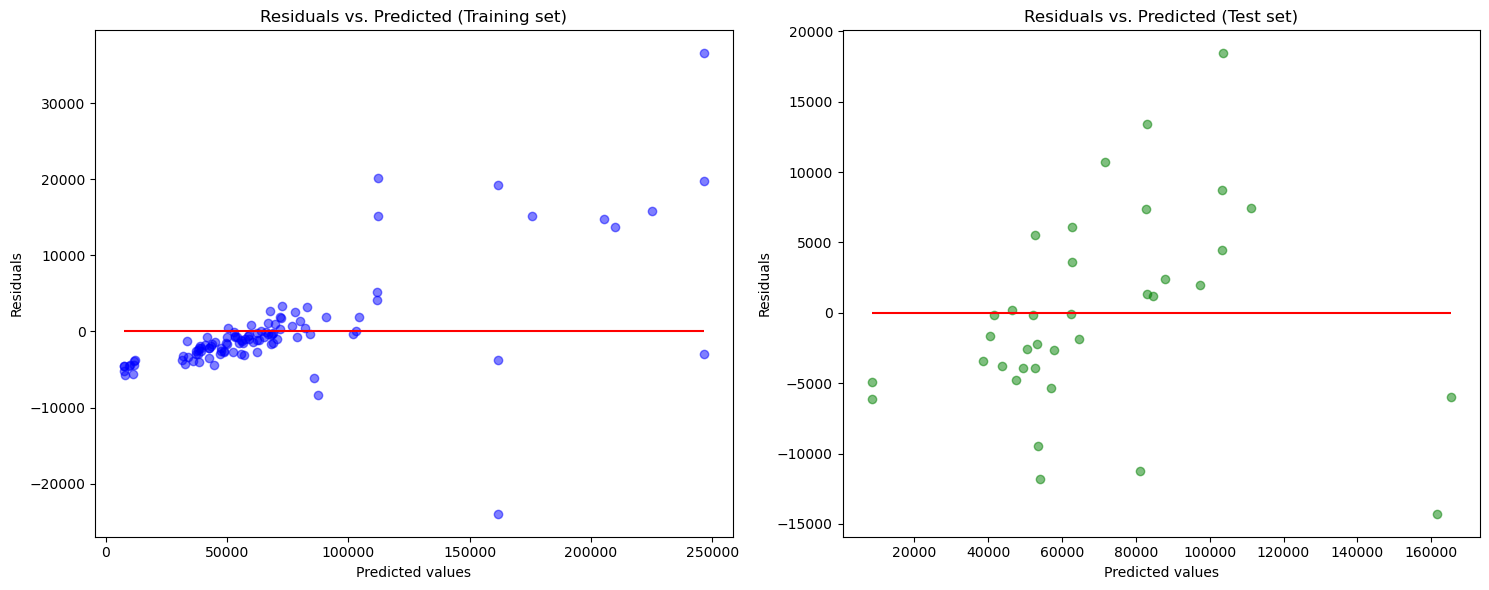 Residuals vs. Predicted (Training set)
Residuals
30000
20000
10000
0
−10000
−20000
0 50000 100000 150000 200000 250000
Predicted values
Residuals vs. Predicted (Test set)
Residuals
20000
15000
10000
5000
0
−5000
−10000
−15000
20000 40000 60000 80000 100000 120000 140000 160000
Predicted values